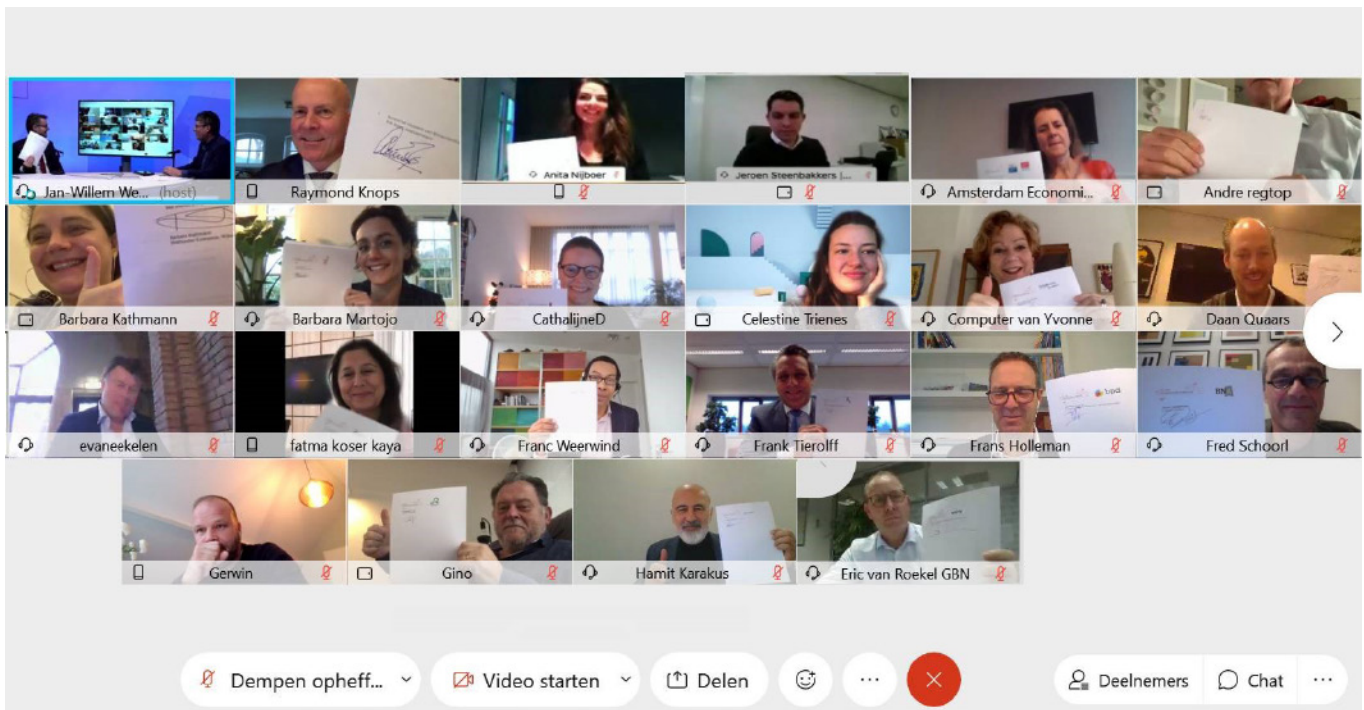 Jan-Willem We... (host)
Raymond Knops
Anita Nijboer
Jeroen Steenbakkers |...
Amsterdam Economi...
Andre regtop
Barbara Kathmann
Barbara Martojo
CathalijneD
Celestine Trienes
Computer van Yvonne
Daan Quaars
evaneekelen
fatma koser kaya
Franc Weerwind
Frank Tierolff
bpd
Frans Holleman
Fred Schoorl
Gerwin
Gino
Hamit Karakus
Eric van Roekel GBN
Dempen opheff...
Video starten
Delen
Deelnemers
Chat